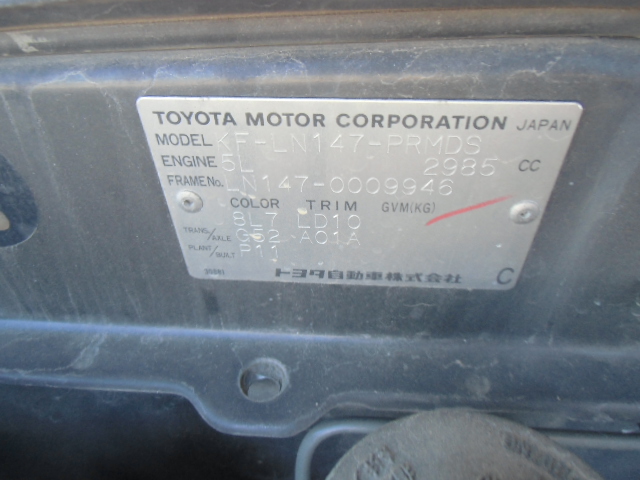 TOYOTA MOTOR CORPORATION JAPAN
MODEL KF-LN147-PRMDS
ENGINE 5L 2985 CC
FRAME No. LN147-0009946
COLOR TRIM GVM(KG)
8L7 LD10
TRANS/AXLE G52 A01A
PLANT/BUILT P11
トヨタ自動車株式会社 C